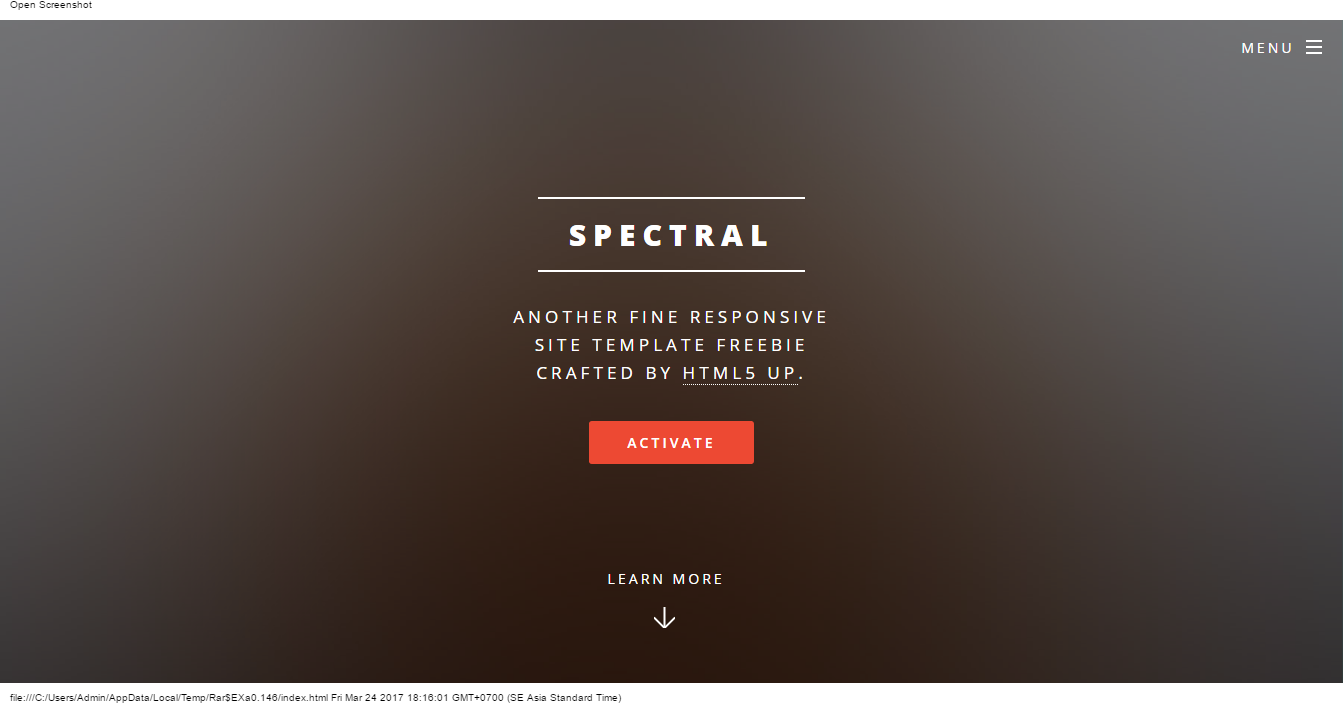 Open Screenshot
MENU
SPECTRAL
ANOTHER FINE RESPONSIVE
SITE TEMPLATE FREEBIE
CRAFTED BY HTML5 UP.
ACTIVATE
LEARN MORE
file:///C:/Users/Admin/AppData/Local/Temp/Rar$EXa0.146/index.html Fri Mar 24 2017 18:16:01 GMT+0700 (SE Asia Standard Time)